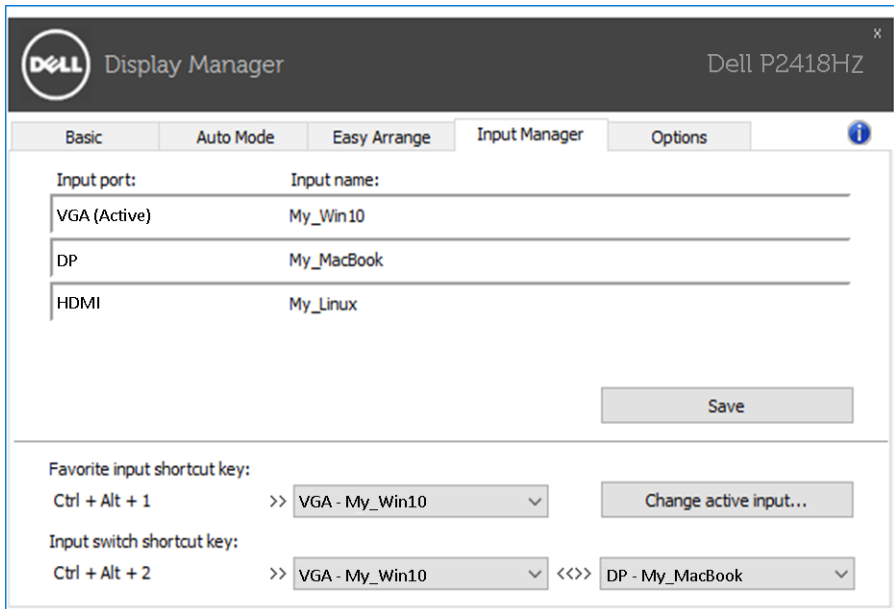 DELL Display Manager Dell P2418HZ x
Basic Auto Mode Easy Arrange Input Manager Options i
Input port: Input name:
VGA (Active) My_Win10
DP My_MacBook
HDMI My_Linux
Save
Favorite input shortcut key:
Ctrl + Alt + 1 >> VGA - My_Win10 Change active input...
Input switch shortcut key:
Ctrl + Alt + 2 >> VGA - My_Win10 <<>> DP - My_MacBook